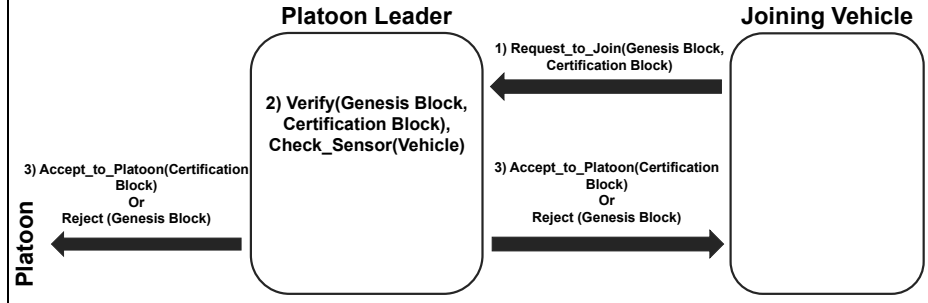 Platoon Leader
Joining Vehicle
1) Request_to_Join(Genesis Block,
Certification Block)
2) Verify(Genesis Block,
Certification Block),
Check_Sensor(Vehicle)
3) Accept_to_Platoon(Certification
Block)
Or
Reject (Genesis Block)
3) Accept_to_Platoon(Certification
Block)
Or
Reject (Genesis Block)
Platoon